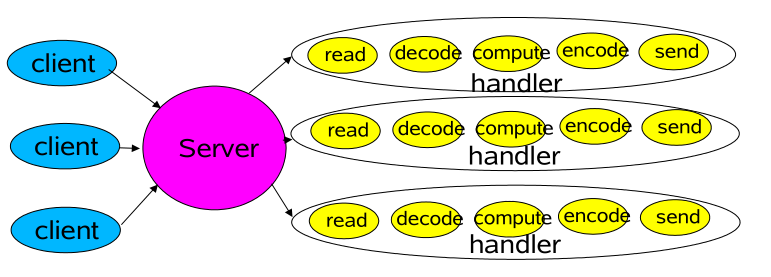 client
client
client
Server
read decode compute encode send
handler
read decode compute encode send
handler
read decode compute encode send
handler